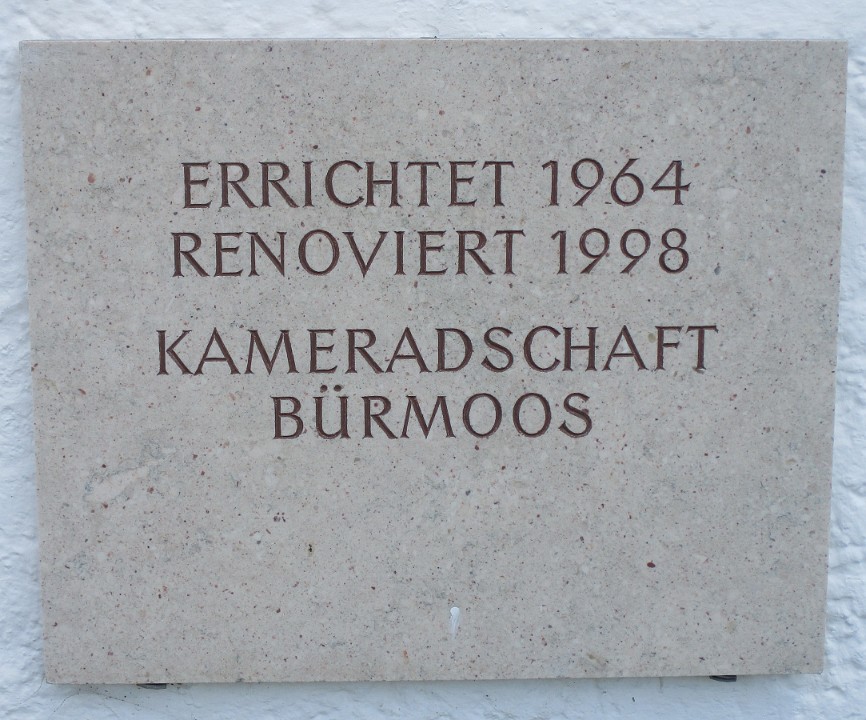 ERRICHTET 1964
RENOVIERT 1998
KAMERADSCHAFT
BÜRMOOS